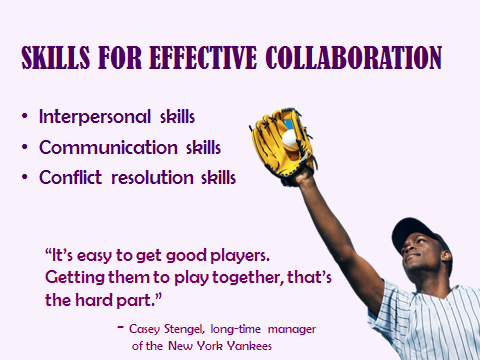 SKILLS FOR EFFECTIVE COLLABORATION
• Interpersonal skills
• Communication skills
• Conflict resolution skills
“It’s easy to get good players.
Getting them to play together, that’s
the hard part.”
- Casey Stengel, long-time manager
of the New York Yankees